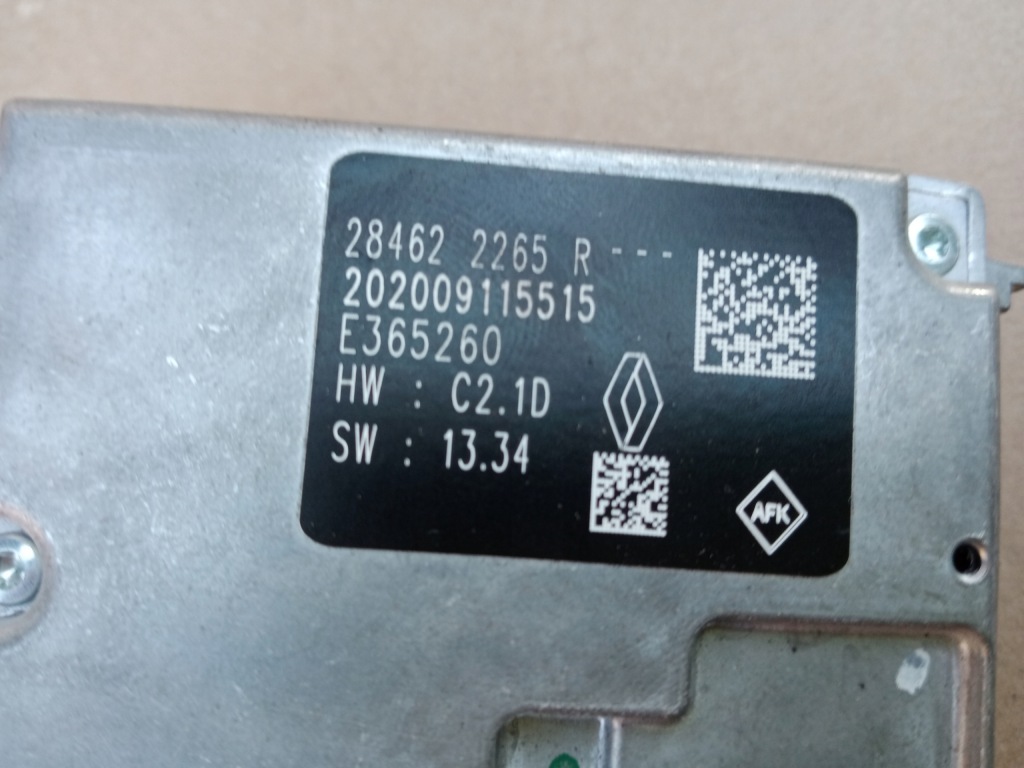 28462 2265 R ---
202009115515
E365260
HW : C2.1D
SW : 13.34
AFK